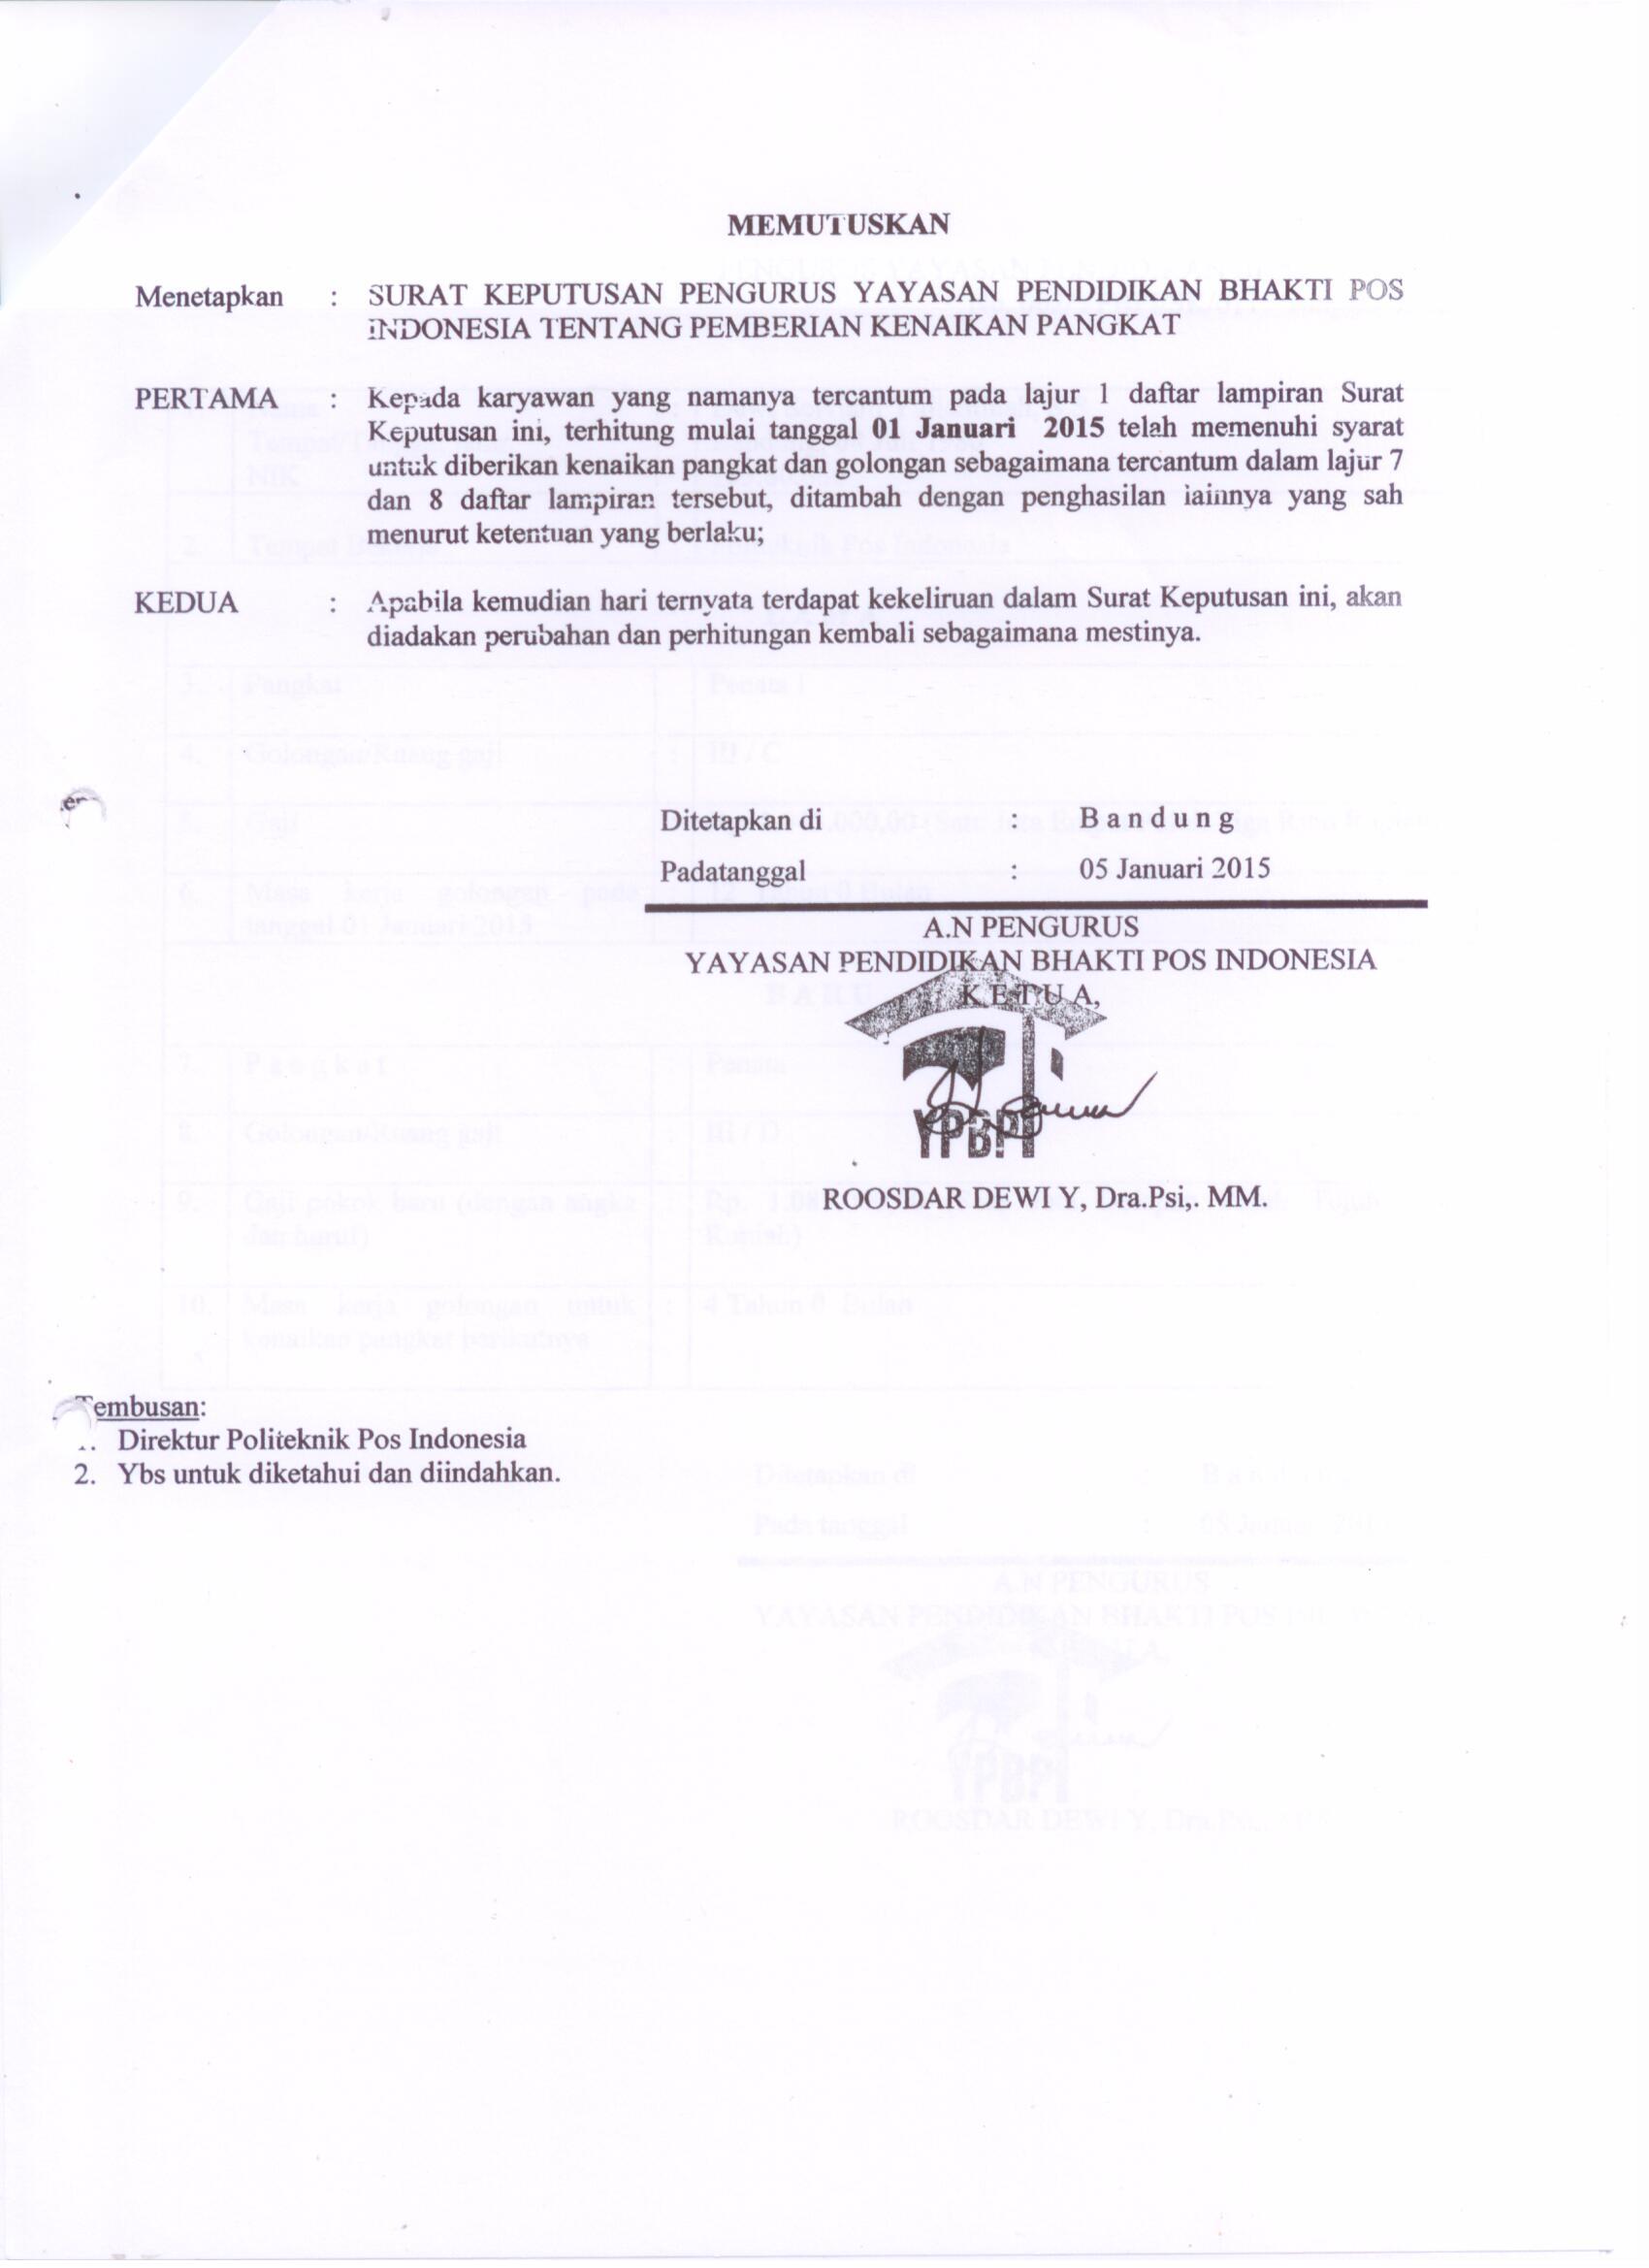 MEMUTUSKAN
Menetapkan : SURAT KEPUTUSAN PENGURUS YAYASAN PENDIDIKAN BHAKTI POS
INDONESIA TENTANG PEMBERIAN KENAIKAN PANGKAT
PERTAMA : Kepada karyawan yang namanya tercantum pada lajur 1 daftar lampiran Surat
Keputusan ini, terhitung mulai tanggal 01 Januari 2015 telah memenuhi syarat
untuk diberikan kenaikan pangkat dan golongan sebagaimana tercantum dalam lajur 7
dan 8 daftar lampiran tersebut, ditambah dengan penghasilan lainnya yang sah
menurut ketentuan yang berlaku;
KEDUA : Apabila kemudian hari ternyata terdapat kekeliruan dalam Surat Keputusan ini, akan
diadakan perubahan dan perhitungan kembali sebagaimana mestinya.
Ditetapkan di : B a n d u n g
Padatanggal : 05 Januari 2015
A.N PENGURUS
YAYASAN PENDIDIKAN BHAKTI POS INDONESIA
K E T U A,
YPBPI
ROOSDAR DEWI Y, Dra.Psi,. MM.
Tembusan:
1. Direktur Politeknik Pos Indonesia
2. Ybs untuk diketahui dan diindahkan.